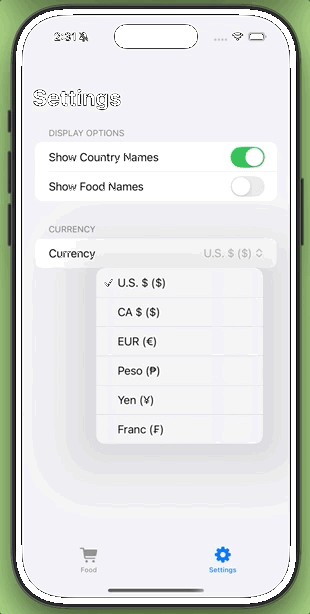 2:31
Settings
DISPLAY OPTIONS
Show Country Names
Show Food Names
CURRENCY
Currency U.S. $ ($)
✓ U.S. $ ($)
CA $ ($)
EUR (€)
Peso (₱)
Yen (¥)
Franc (₣)
Food Settings